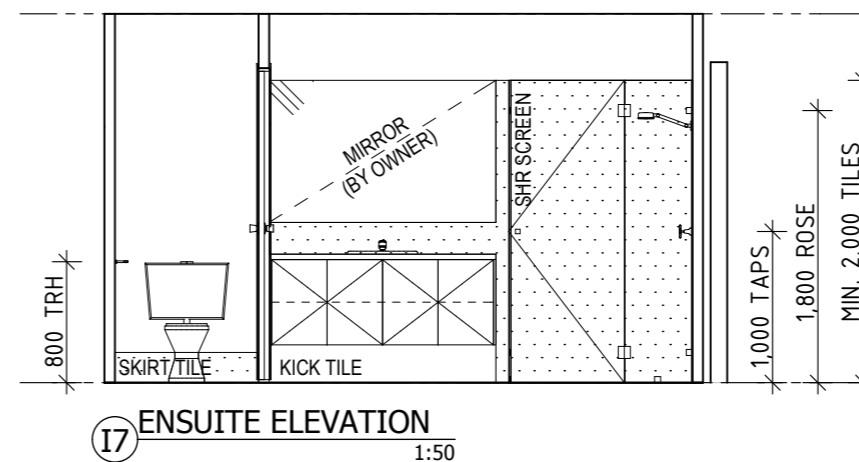 MIRROR
(BY OWNER)
SHR SCREEN
800 TRH
SKIRT TILE
KICK TILE
1,000 TAPS
1,800 ROSE
MIN. 2,000 TILES
I7
ENSUITE ELEVATION
1:50